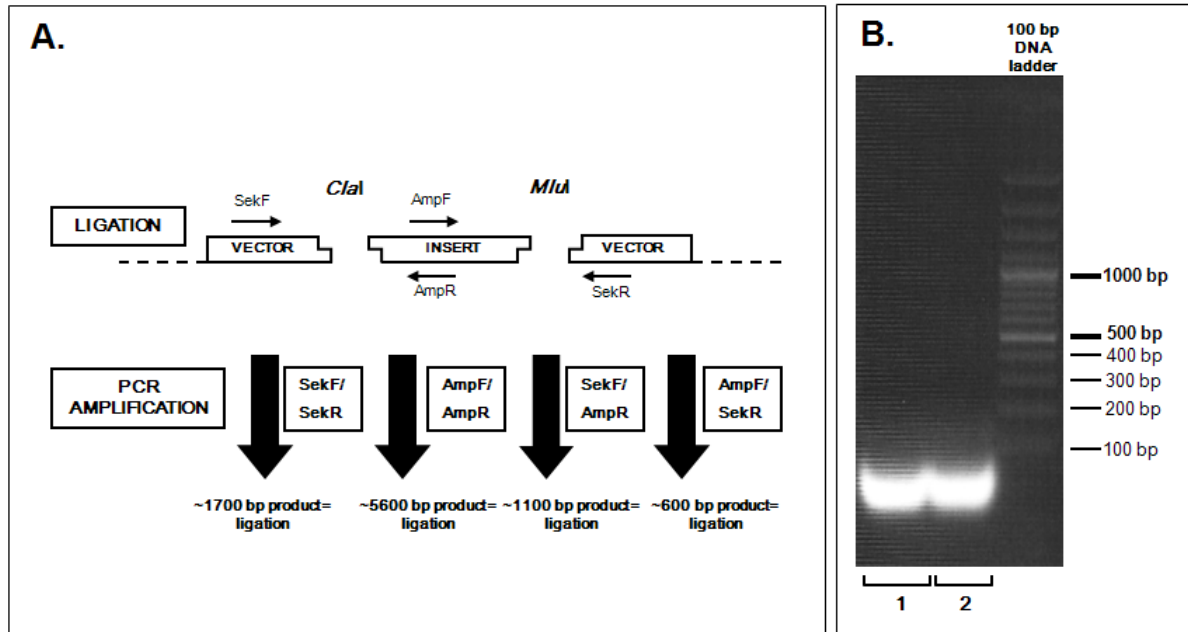 A.
ClaI
MluI
SekF
AmpF
LIGATION
VECTOR
INSERT
VECTOR
AmpR
SekR
PCR
AMPLIFICATION
SekF/
SekR
AmpF/
AmpR
SekF/
AmpR
AmpF/
SekR
~1700 bp product=
ligation
~5600 bp product=
ligation
~1100 bp product=
ligation
~600 bp product=
ligation
B.
100 bp
DNA
ladder
1000 bp
500 bp
400 bp
300 bp
200 bp
100 bp
1
2